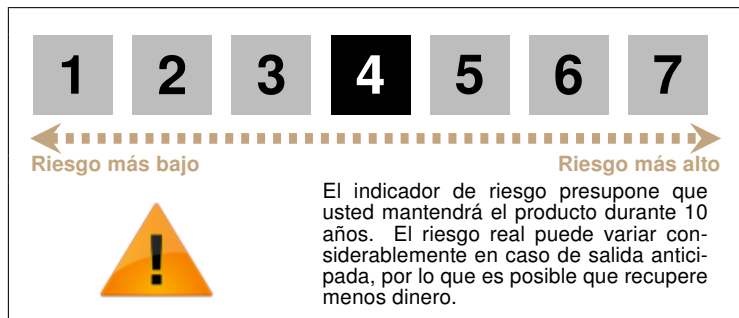 1 2 3 4 5 6 7
Riesgo más bajo Riesgo más alto
El indicador de riesgo presupone que
usted mantendrá el producto durante 10
años. El riesgo real puede variar con-
siderablemente en caso de salida antici-
pada, por lo que es posible que recupere
menos dinero.
!